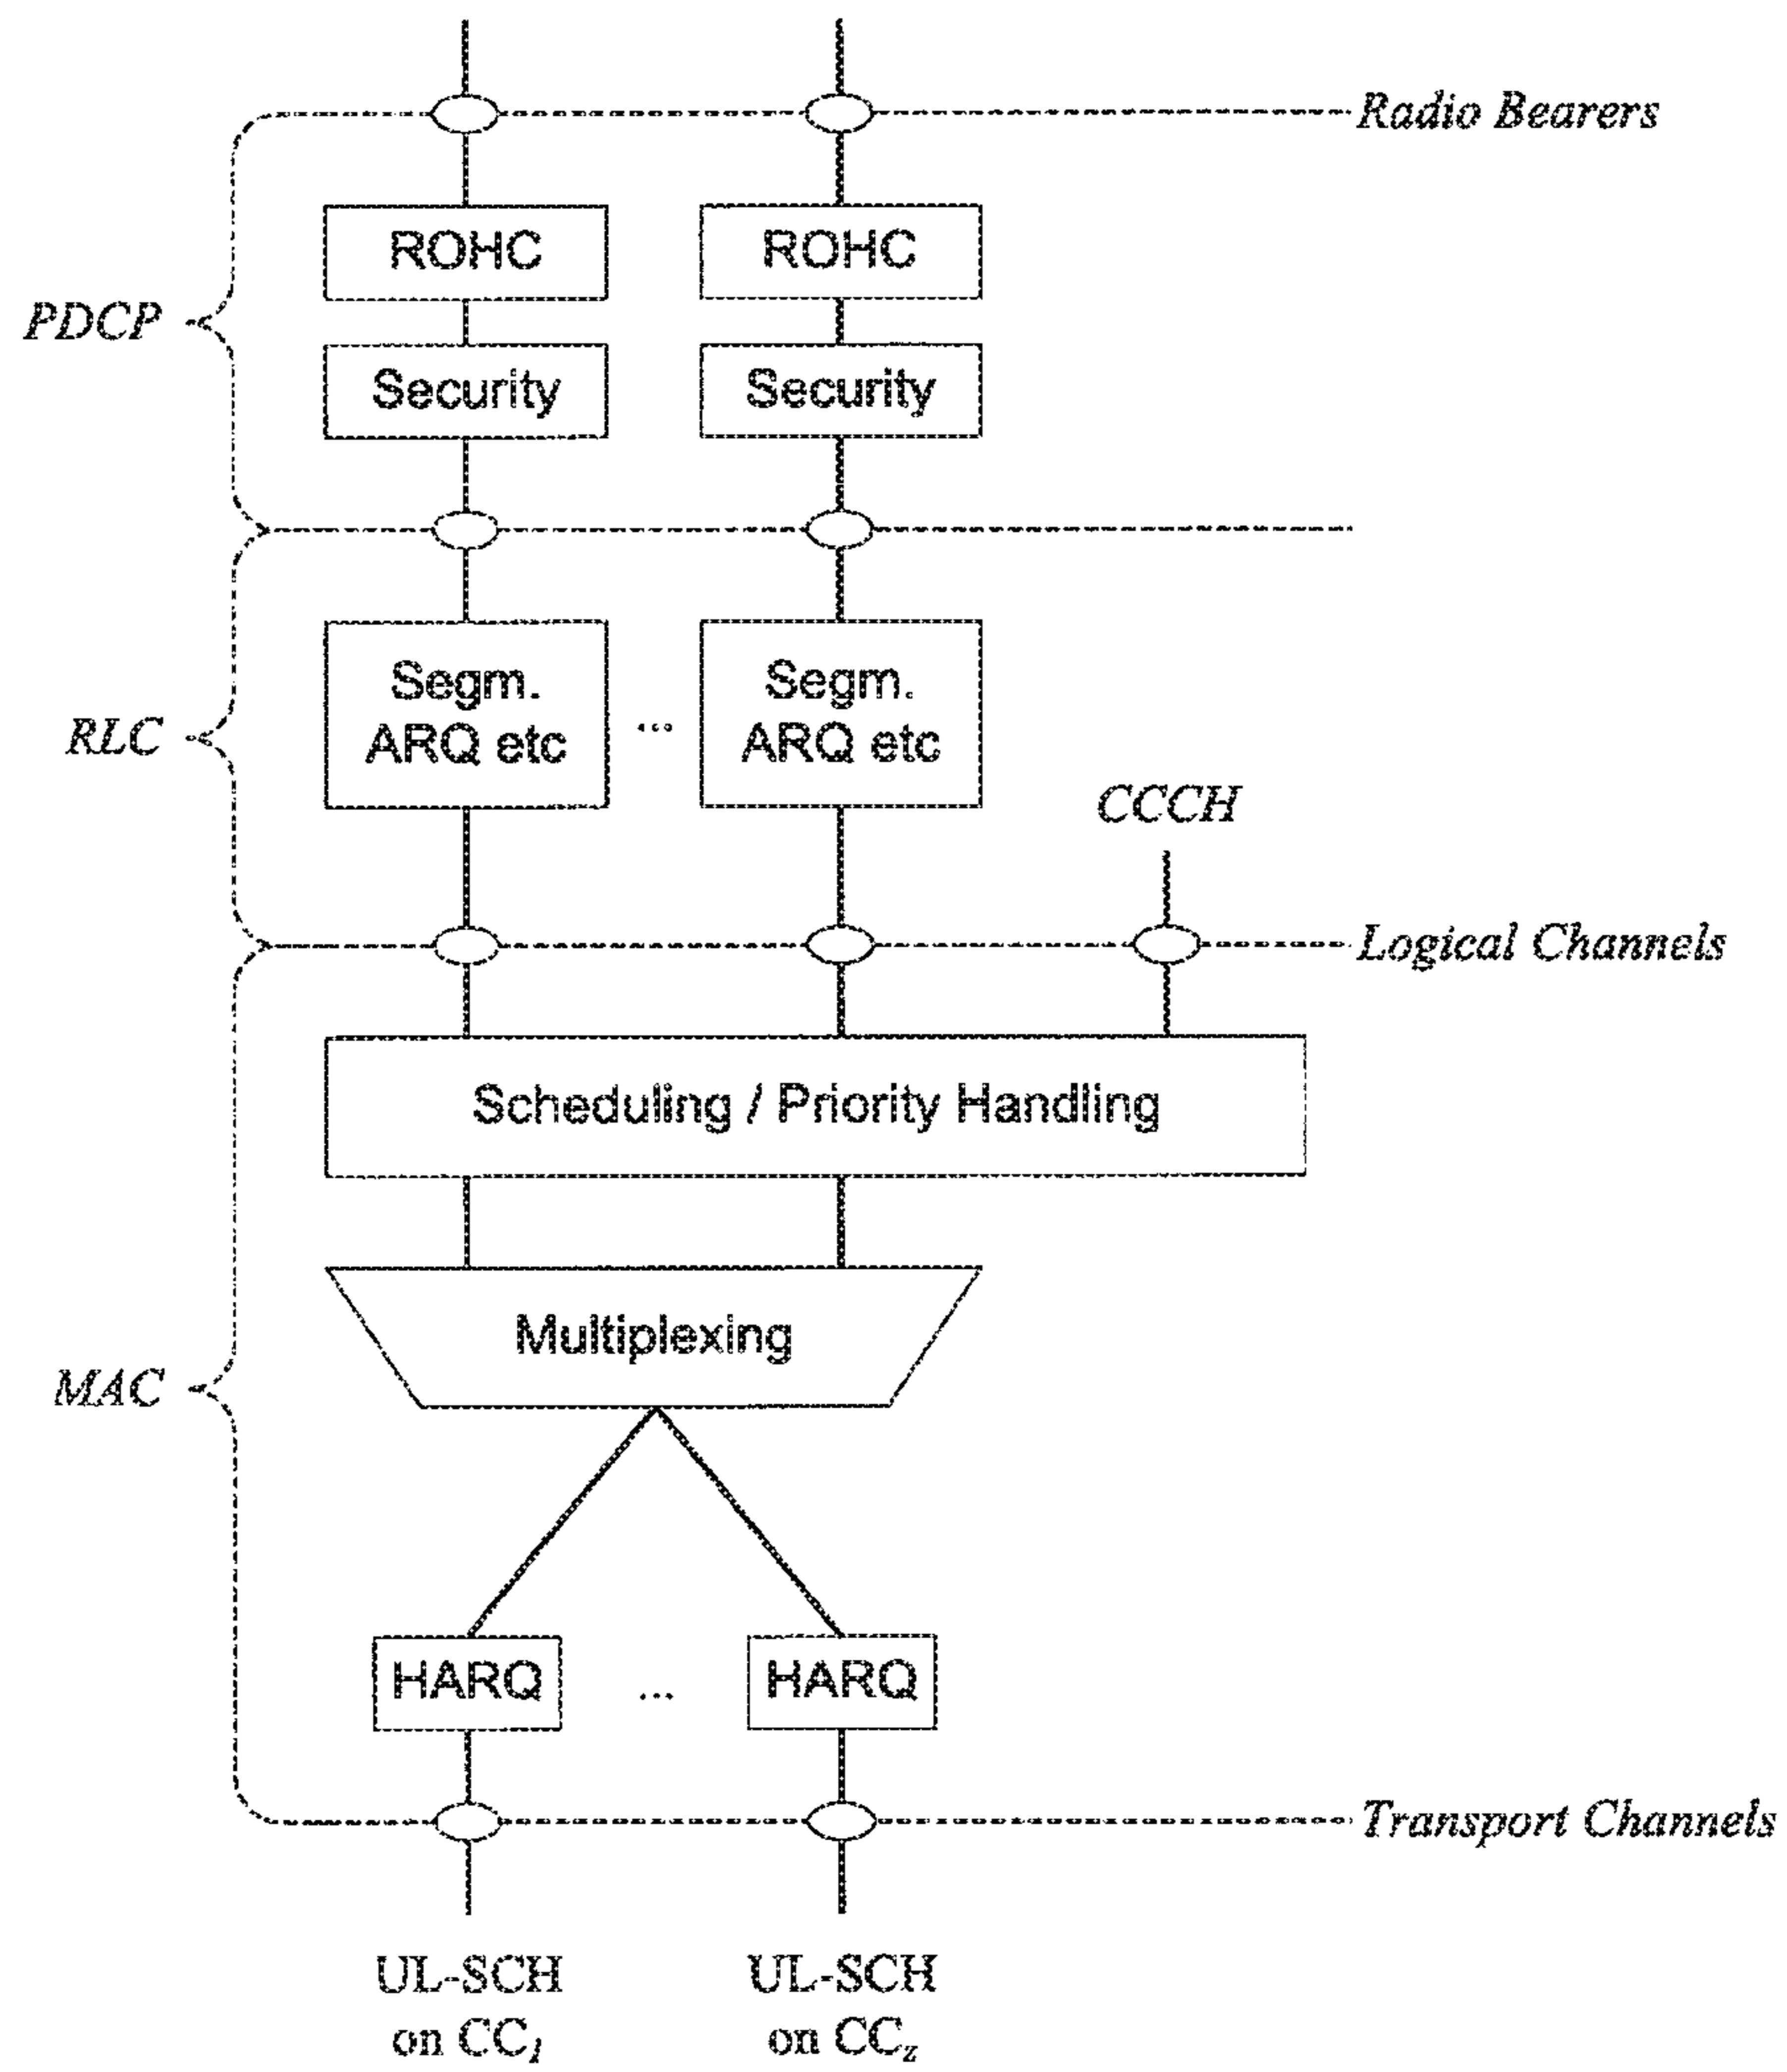 Radio Bearers
ROHC
ROHC
PDCP
Security
Security
Segm.
ARQ etc
...
Segm.
ARQ etc
RLC
CCCH
Logical Channels
Scheduling / Priority Handling
Multiplexing
MAC
HARQ
...
HARQ
Transport Channels
UL-SCH
on CC1
UL-SCH
on CCz